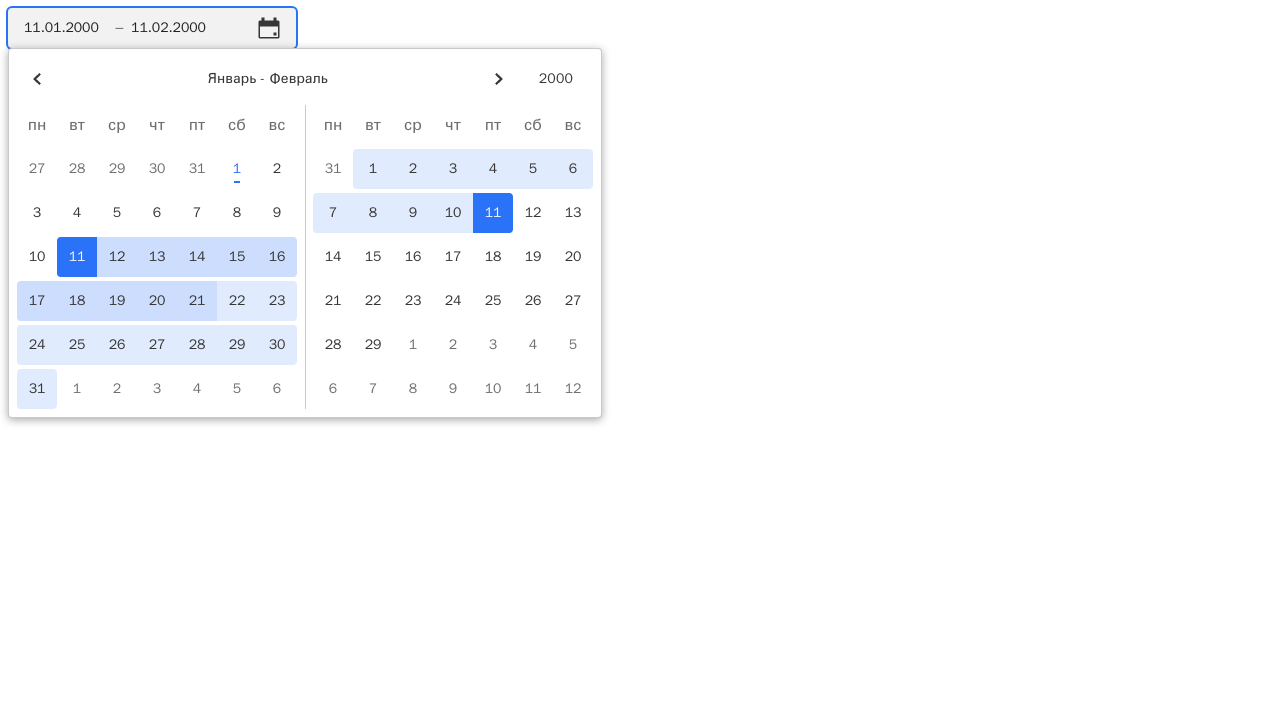 11.01.2000 – 11.02.2000
Январь - Февраль 2000
пн вт ср чт пт сб вс
27 28 29 30 31 1 2
3 4 5 6 7 8 9
10 11 12 13 14 15 16
17 18 19 20 21 22 23
24 25 26 27 28 29 30
31 1 2 3 4 5 6
пн вт ср чт пт сб вс
31 1 2 3 4 5 6
7 8 9 10 11 12 13
14 15 16 17 18 19 20
21 22 23 24 25 26 27
28 29 1 2 3 4 5
6 7 8 9 10 11 12